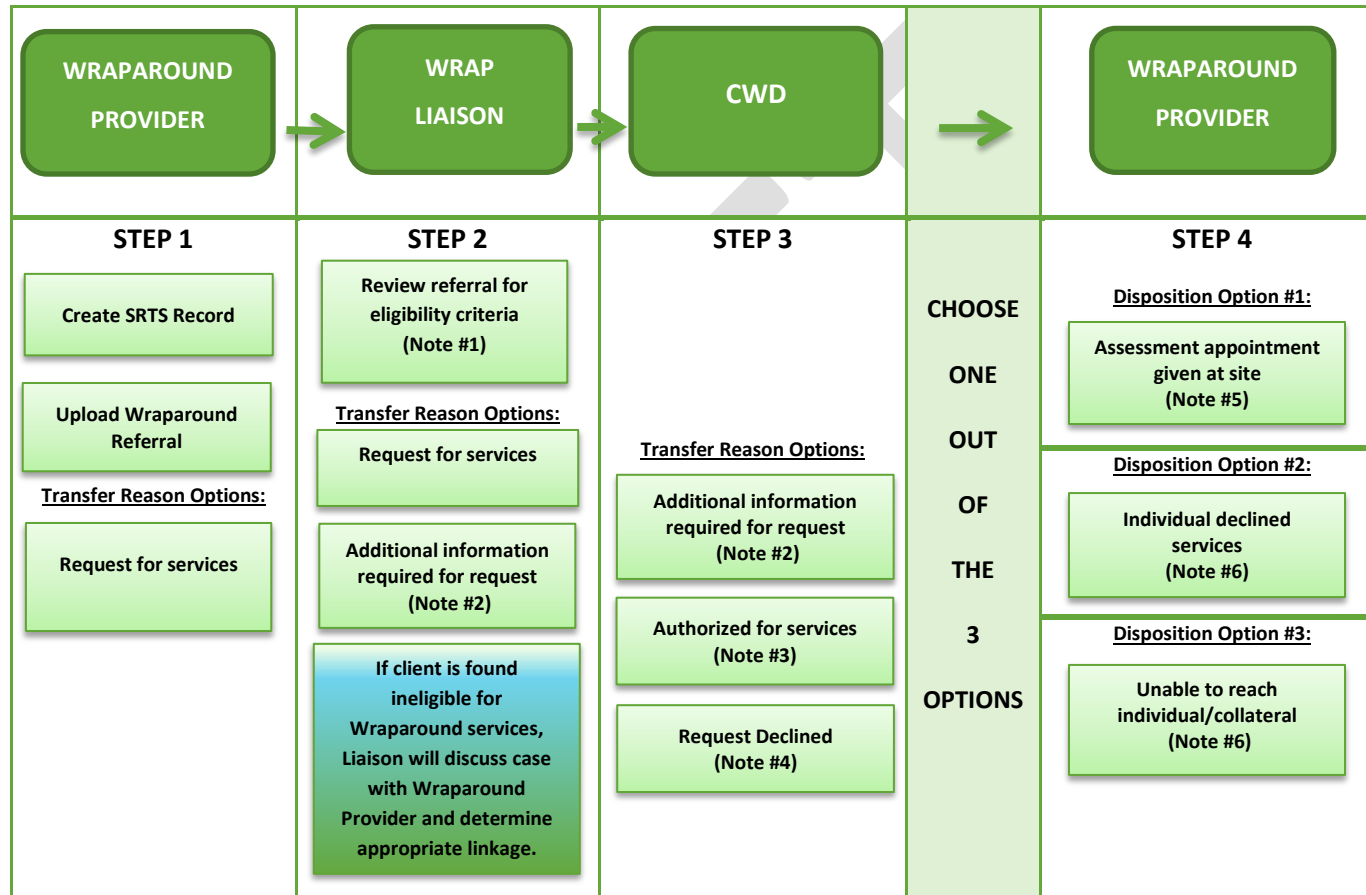 WRAPAROUND
PROVIDER
WRAP
LIAISON
CWD
WRAPAROUND
PROVIDER
STEP 1
Create SRTS Record
Upload Wraparound
Referral
Transfer Reason Options:
Request for services
STEP 2
Review referral for
eligibility criteria
(Note #1)
Transfer Reason Options:
Request for services
Additional information
required for request
(Note #2)
If client is found
ineligible for
Wraparound services,
Liaison will discuss case
with Wraparound
Provider and determine
appropriate linkage.
STEP 3
Transfer Reason Options:
Additional information
required for request
(Note #2)
Authorized for services
(Note #3)
Request Declined
(Note #4)
CHOOSE
ONE
OUT
OF
THE
3
OPTIONS
STEP 4
Disposition Option #1:
Assessment appointment
given at site
(Note #5)
Disposition Option #2:
Individual declined
services
(Note #6)
Disposition Option #3:
Unable to reach
individual/collateral
(Note #6)